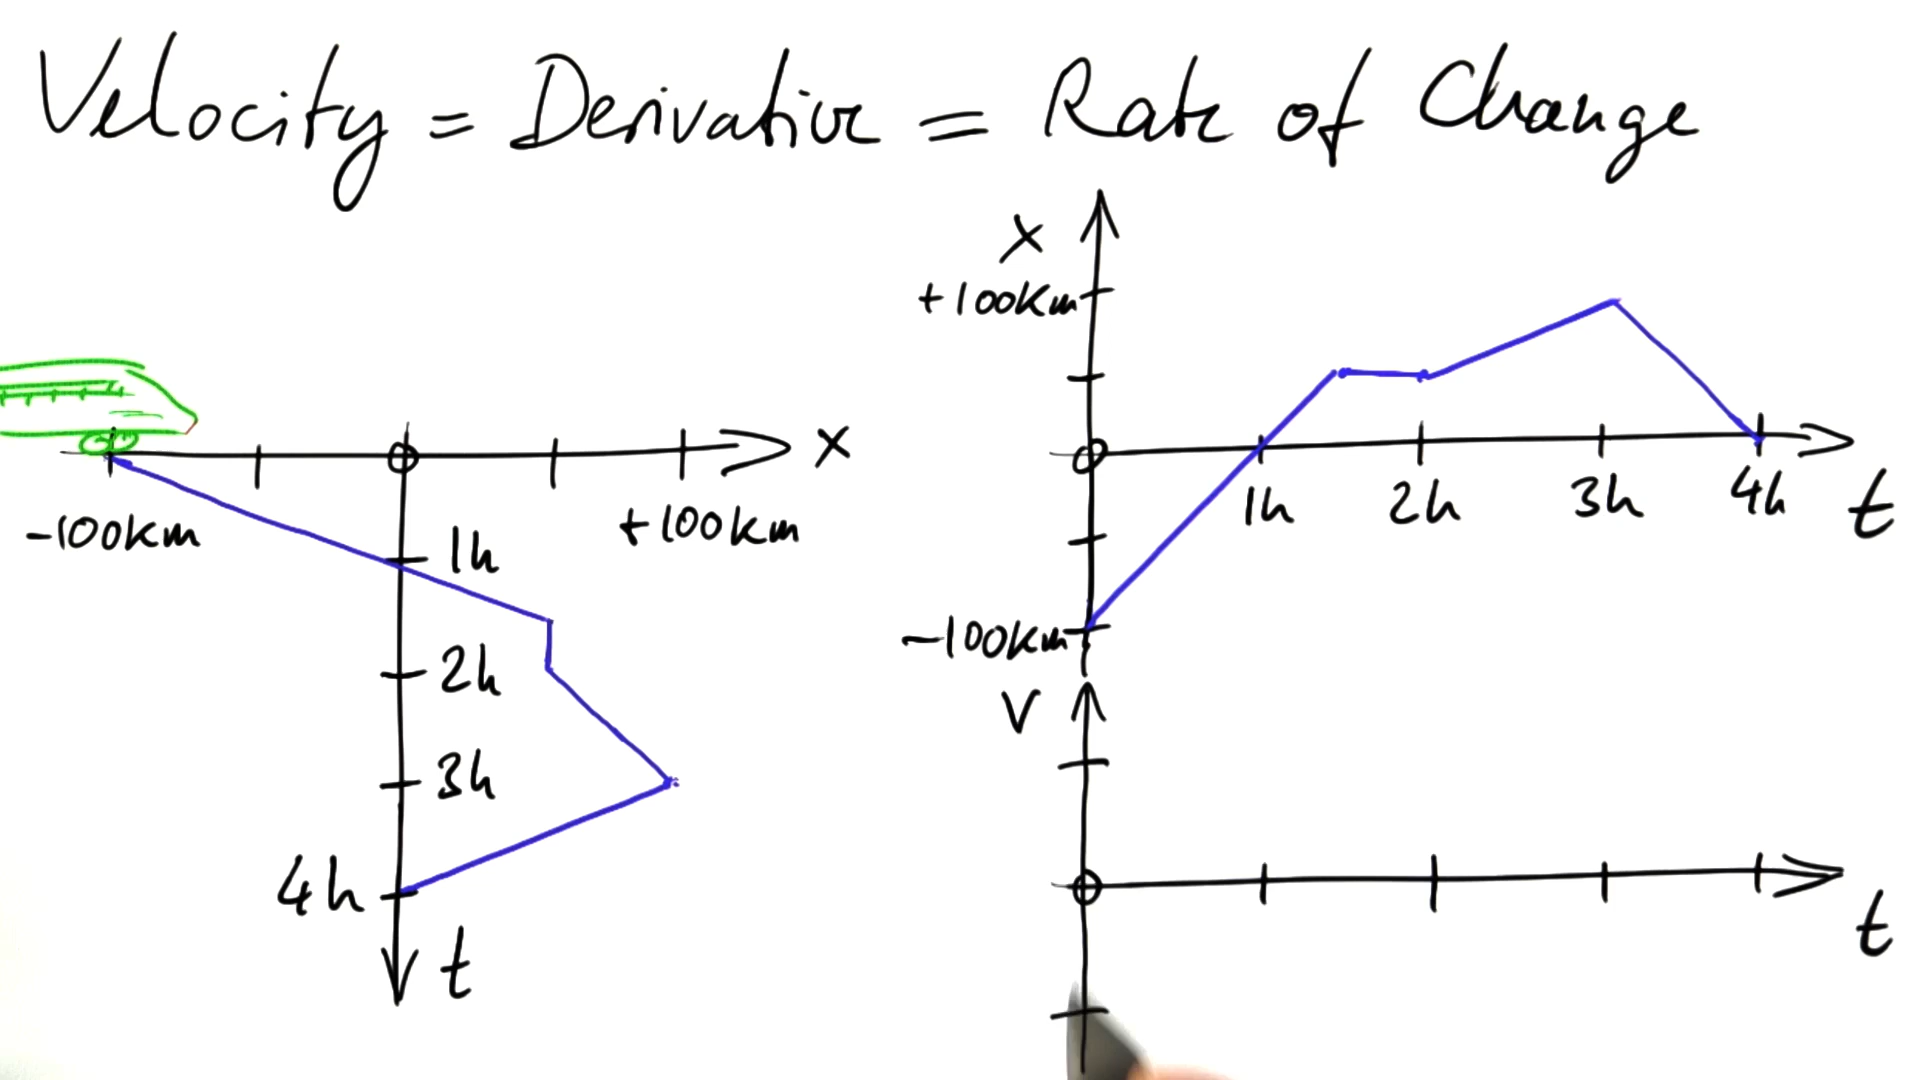 Velocity = Derivative = Rate of Change
x
+100km
-100km
x
+100km
1h
2h
3h
4h
t
1h
2h
3h
4h
t
-100km
v
t